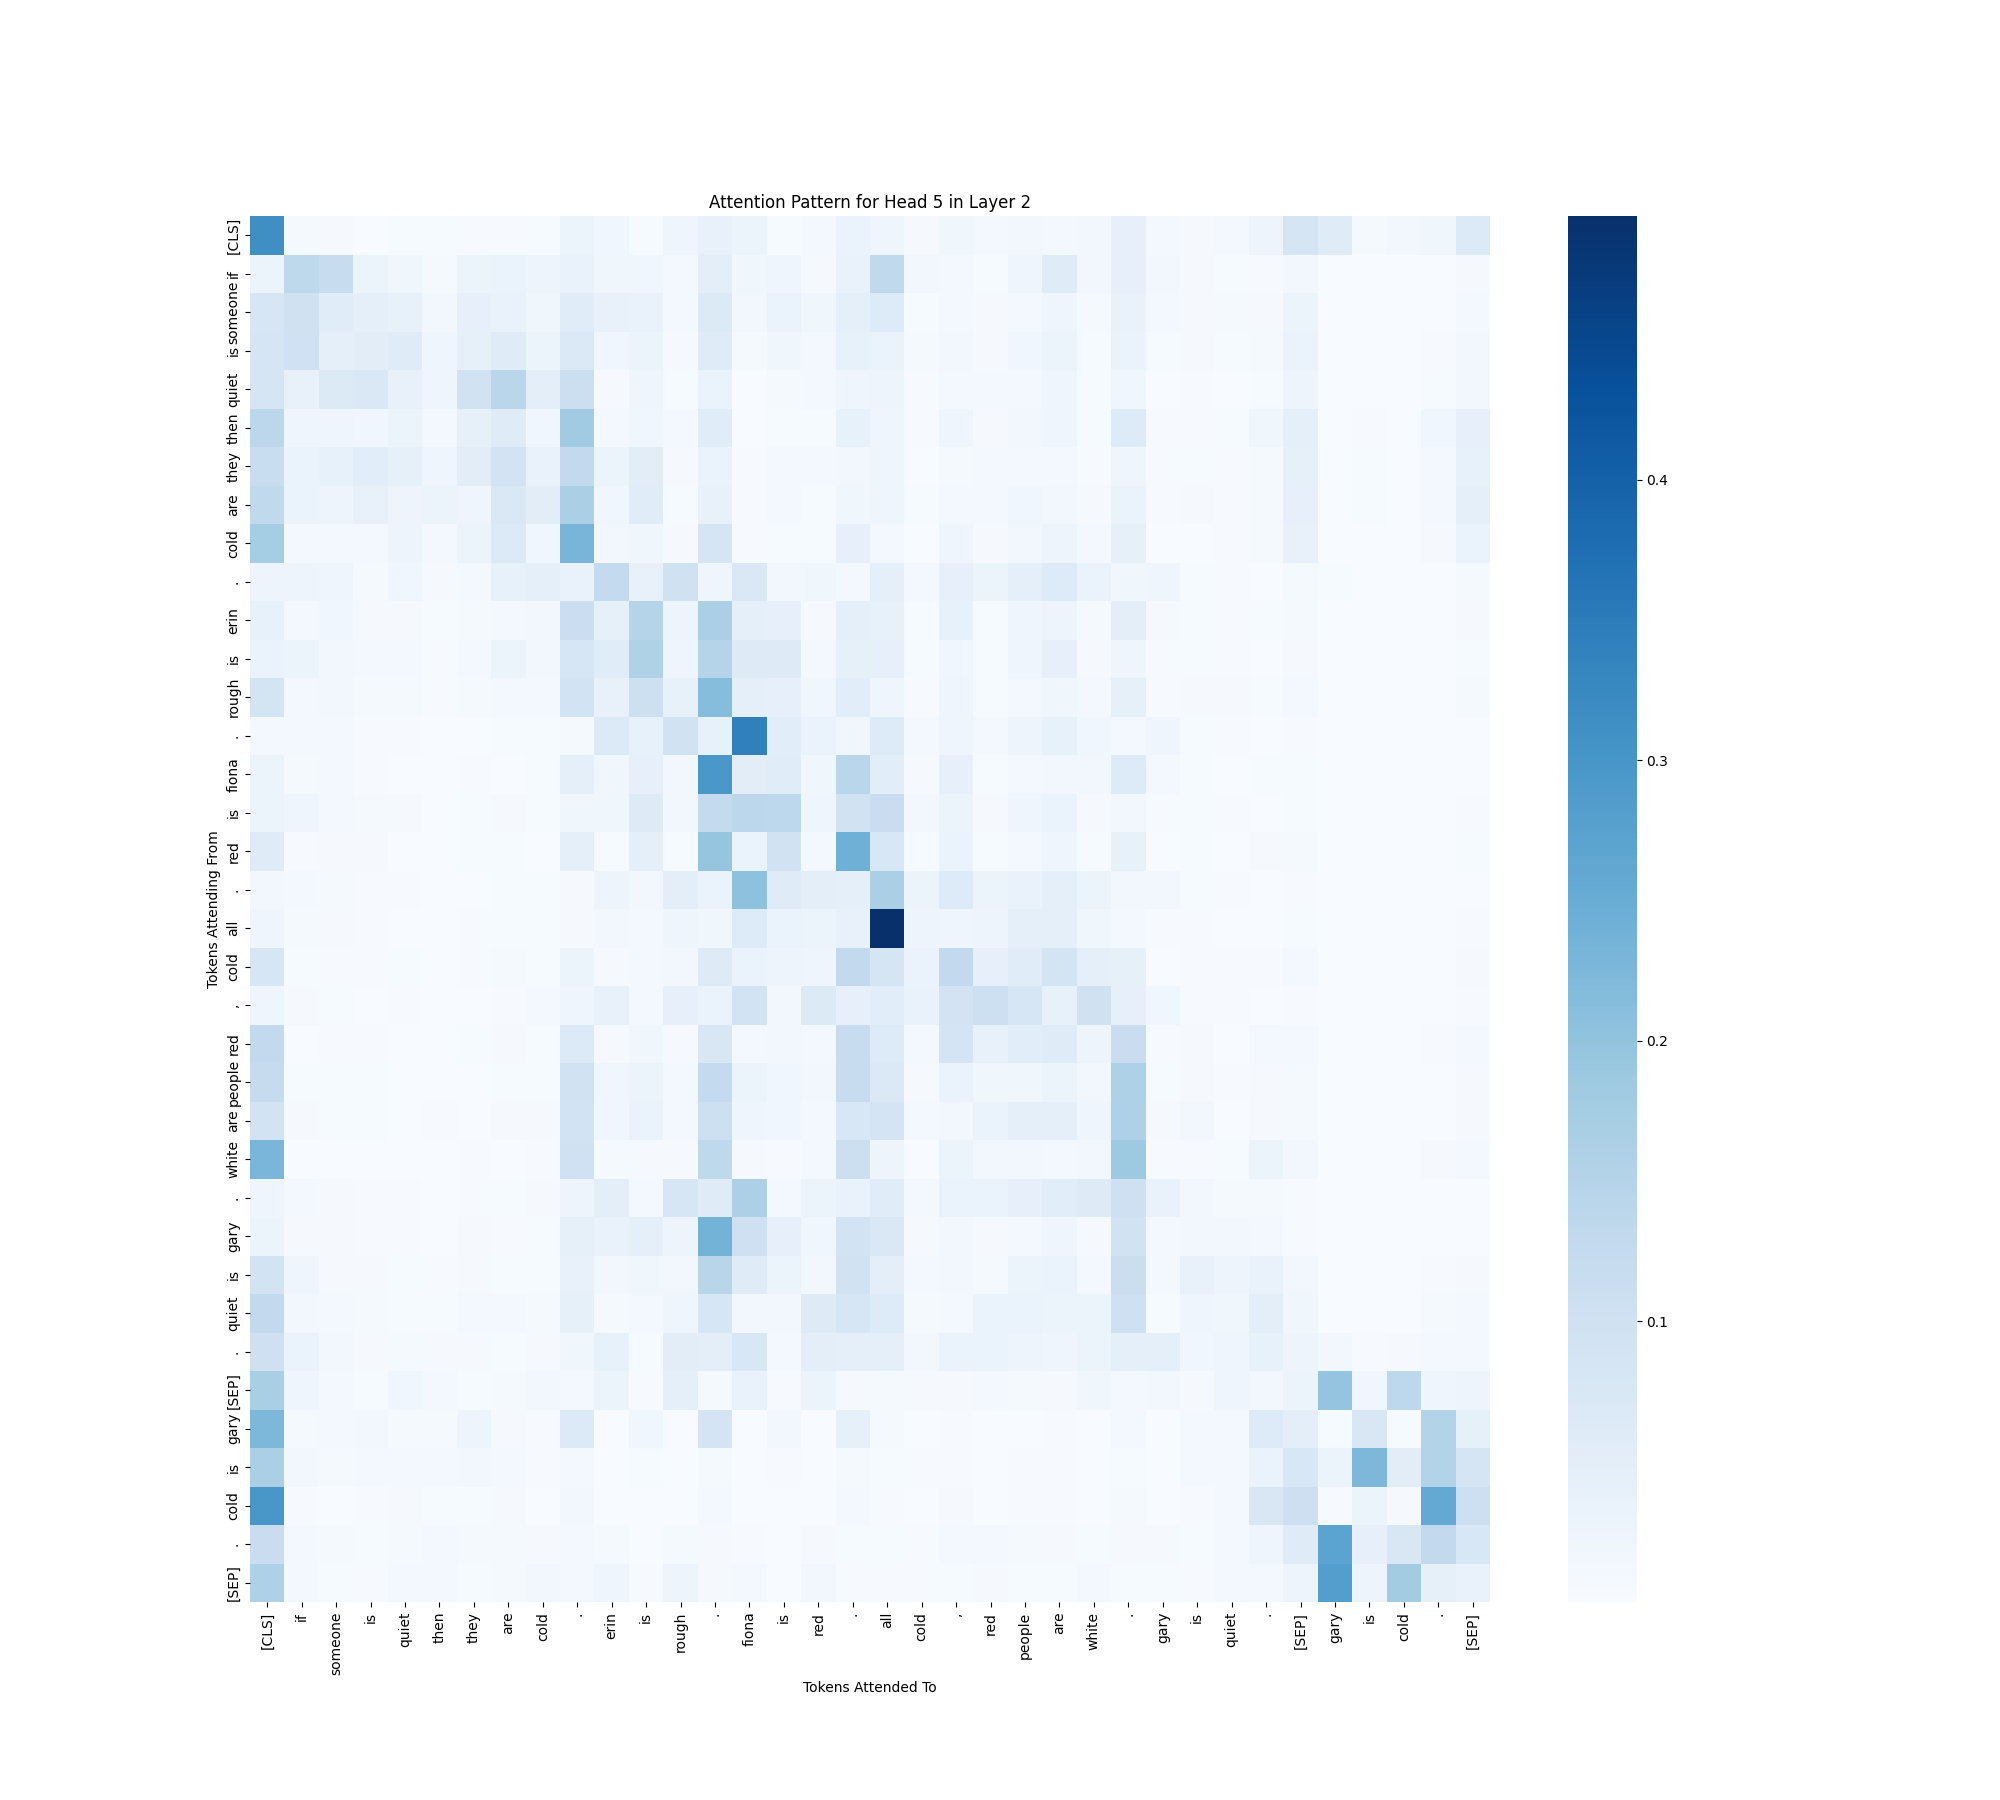 Attention Pattern for Head 5 in Layer 2
Tokens Attending From
[CLS]
if
someone
is
quiet
then
they
are
cold
.
erin
is
rough
.
fiona
is
red
.
all
cold
,
red
people
are
white
.
gary
is
quiet
.
[SEP]
gary
is
cold
.
[SEP]
[CLS] if someone is quiet then they are cold . erin is rough . fiona is red . all cold , red people are white . gary is quiet . [SEP] gary is cold . [SEP]
Tokens Attended To
0.4
0.3
0.2
0.1